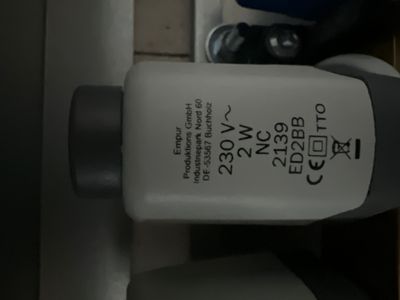 Empur
Produktions GmbH
Industriepark Nord 60
DE-53567 Buchholz
230 V~
2 W
NC
2139
ED2BB
CE TTO